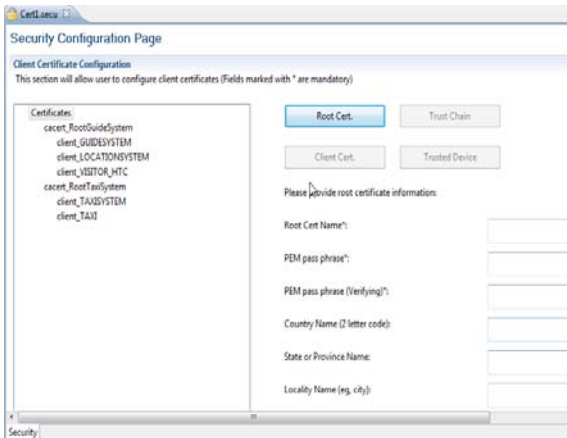 Cert1.secu
Security Configuration Page
Client Certificate Configuration
This section will allow user to configure client certificates (Fields marked with * are mandatory)
Certificates
cacert_RootGuideSystem
client_GUIDESYSTEM
client_LOCATIONSYSTEM
client_VISITOR_HTC
cacert_RootTaxiSystem
client_TAXISYSTEM
client_TAXI
Root Cert.
Trust Chain
Client Cert.
Trusted Device
Please provide root certificate information:
Root Cert Name*:
PEM pass phrase*:
PEM pass phrase (Verifying)*:
Country Name (2 letter code):
State or Province Name:
Locality Name (eg, city):
Security